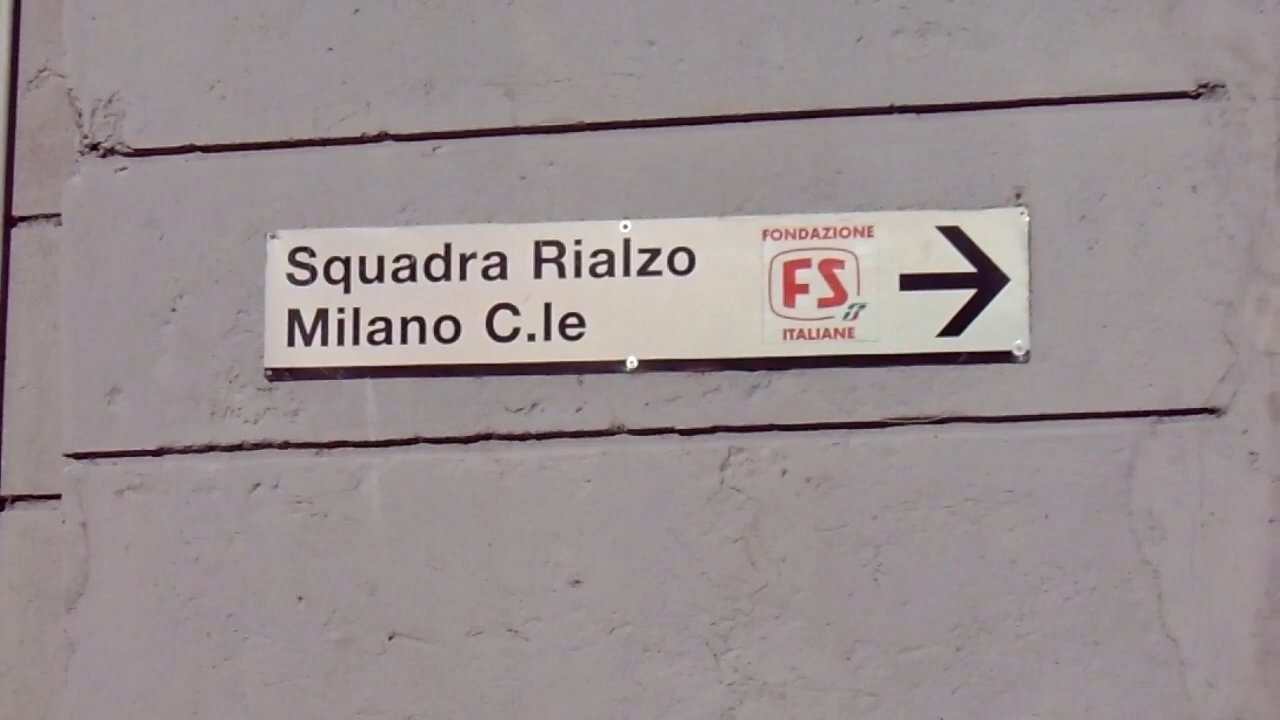 Squadra Rialzo
Milano C.le
FONDAZIONE
FS
ITALIANE